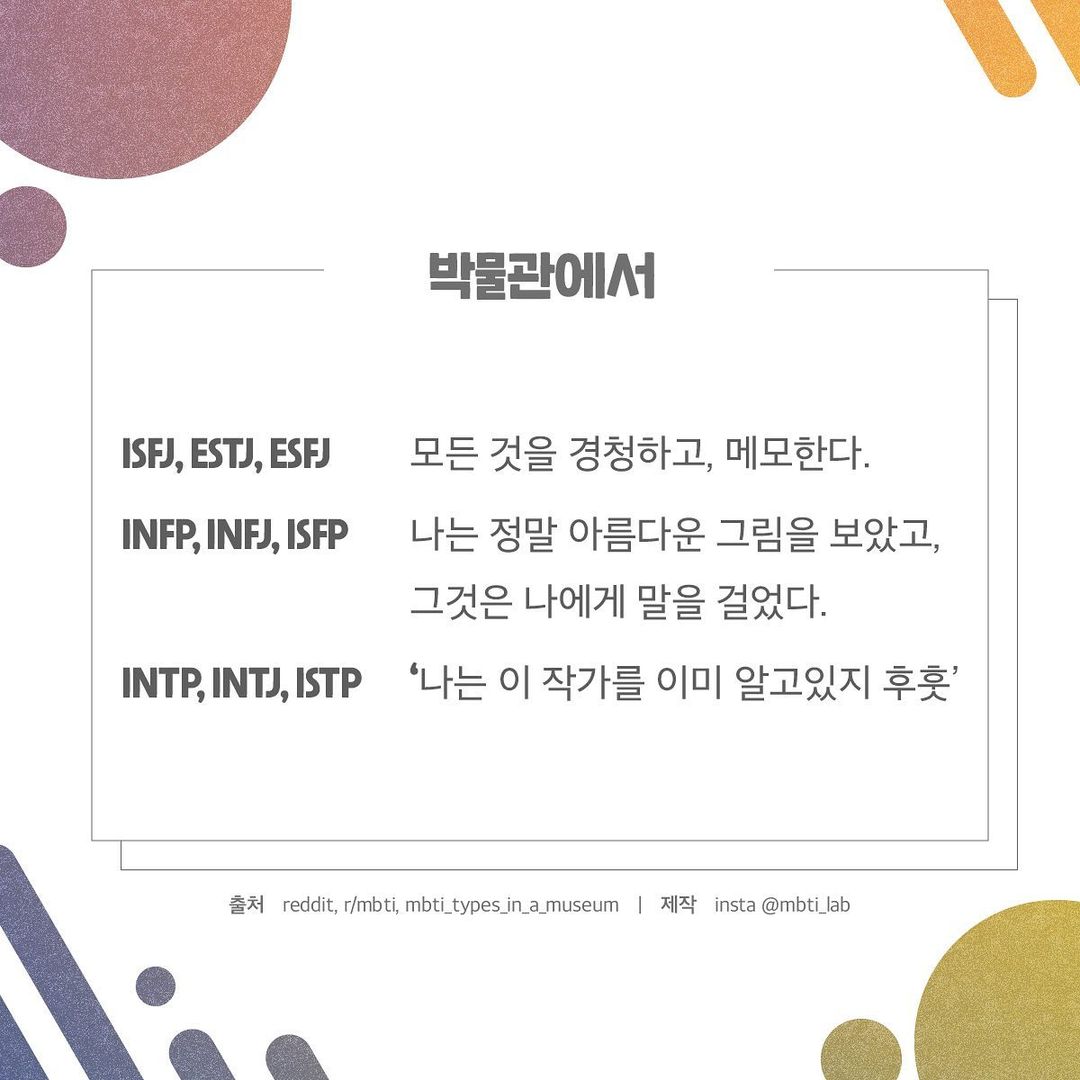 박물관에서
ISFJ, ESTJ, ESFJ 모든 것을 경청하고, 메모한다.
INFP, INFJ, ISFP 나는 정말 아름다운 그림을 보았고,
그것은 나에게 말을 걸었다.
INTP, INTJ, ISTP ‘나는 이 작가를 이미 알고있지 후훗’
출처 reddit, r/mbti, mbti_types_in_a_museum | 제작 insta @mbti_lab